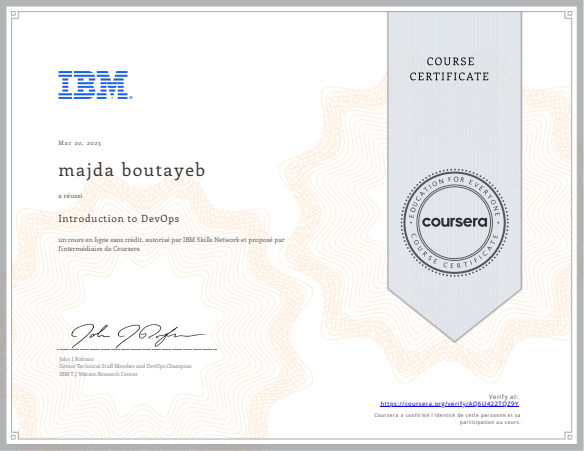 IBM
COURSE
CERTIFICATE
Mar 20, 2023
majda boutayeb
a réussi
Introduction to DevOps
un cours en ligne sans crédit, autorisé par IBM Skills Network et proposé par
l'intermédiaire de Coursera
EDUCATION FOR EVERYONE
coursera
COURSE CERTIFICATE
John J Rofrano
Senior Technical Staff Member and DevOps Champion
IBM T.J. Watson Research Center
Verify at:
https://coursera.org/verify/AQ6U422TQZ9Y
Coursera a confirmé l'identité de cette personne et sa
participation au cours.